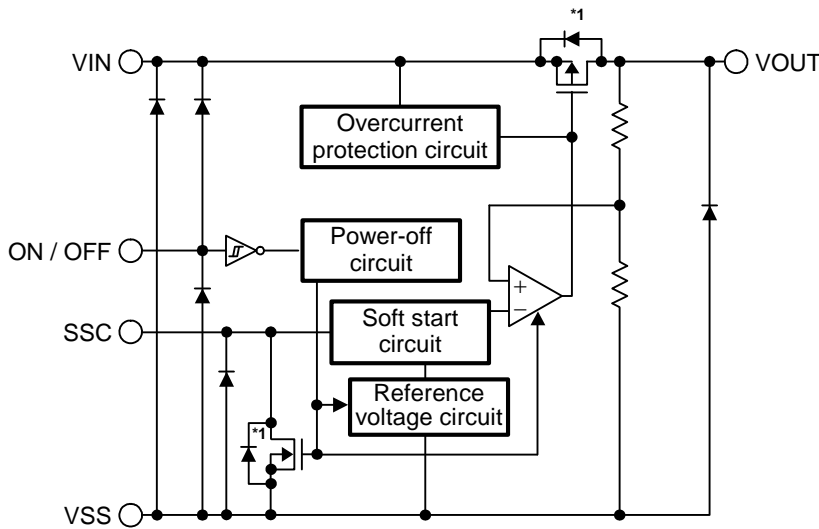 *1
VIN
VOUT
Overcurrent
protection circuit
ON / OFF
Power-off
circuit
+
−
SSC
Soft start
circuit
Reference
voltage circuit
*1
VSS